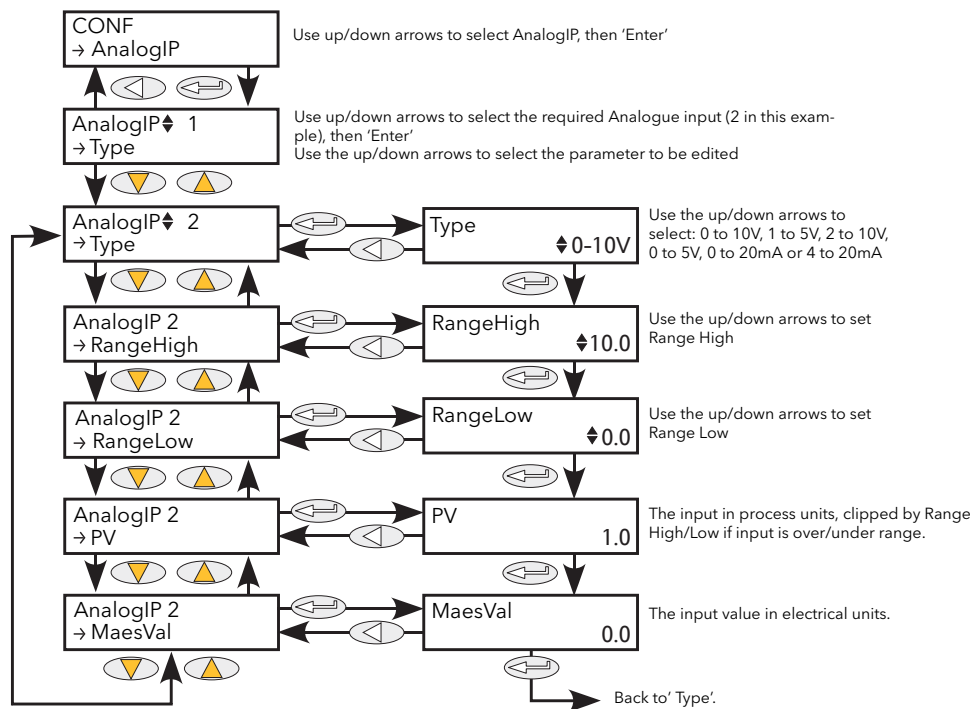 CONF
→ AnalogIP
Use up/down arrows to select AnalogIP, then ‘Enter’
AnalogIP♦ 1
→ Type
Use up/down arrows to select the required Analogue input (2 in this exam-
ple), then ‘Enter’
Use the up/down arrows to select the parameter to be edited
AnalogIP♦ 2
→ Type
Type
♦0-10V
Use the up/down arrows to
select: 0 to 10V, 1 to 5V, 2 to 10V,
0 to 5V, 0 to 20mA or 4 to 20mA
AnalogIP 2
→ RangeHigh
RangeHigh
♦10.0
Use the up/down arrows to set
Range High
AnalogIP 2
→ RangeLow
RangeLow
♦0.0
Use the up/down arrows to set
Range Low
AnalogIP 2
→ PV
PV
1.0
The input in process units, clipped by Range
High/Low if input is over/under range.
AnalogIP 2
→ MaesVal
MaesVal
0.0
The input value in electrical units.
Back to’ Type’.